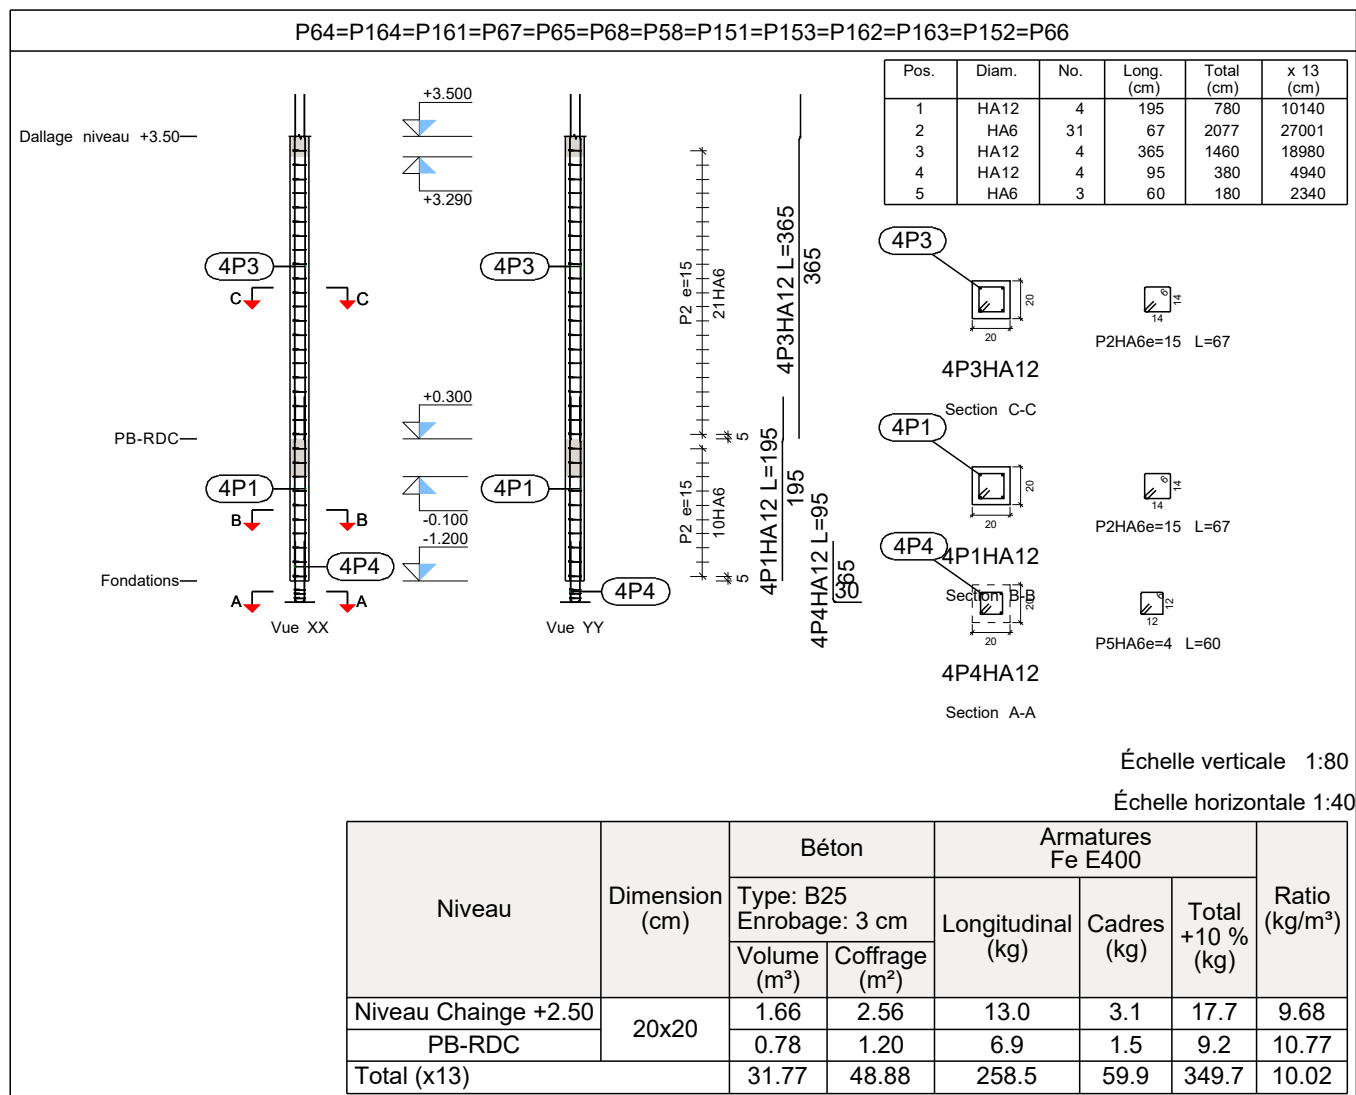 P64=P164=P161=P67=P65=P68=P58=P151=P153=P162=P163=P152=P66
Pos. Diam. No. Long. (cm) Total (cm) x 13 (cm)
1 HA12 4 195 780 10140
2 HA6 31 67 2077 27001
3 HA12 4 365 1460 18980
4 HA12 4 95 380 4940
5 HA6 3 60 180 2340
Dallage niveau +3.50
PB-RDC
Fondations
4P3
C C
4P1
B B
4P4
A A
Vue XX
+3.500
+3.290
+0.300
-0.100
-1.200
4P3
4P1
4P4
Vue YY
P2 e=15
21HA6
5
P2 e=15
10HA6
5
4P3HA12 L=365
365
4P1HA12 L=195
195
4P4HA12 L=95
65
30
4P3
20
20
4P3HA12
Section C-C
6
14
14
P2HA6e=15 L=67
4P1
20
20
4P1HA12
Section B-B
14
14
P2HA6e=15 L=67
4P4
20
20
4P4HA12
Section A-A
6
12
12
P5HA6e=4 L=60
Échelle verticale 1:80
Échelle horizontale 1:40
Niveau
Dimension
(cm)
Béton
Type: B25
Enrobage: 3 cm
Volume
(m³)
Coffrage
(m²)
Armatures
Fe E400
Longitudinal
(kg)
Cadres
(kg)
Total
+10 %
(kg)
Ratio
(kg/m³)
Niveau Chainge +2.50 20x20 1.66 2.56 13.0 3.1 17.7 9.68
PB-RDC 0.78 1.20 6.9 1.5 9.2 10.77
Total (x13) 31.77 48.88 258.5 59.9 349.7 10.02